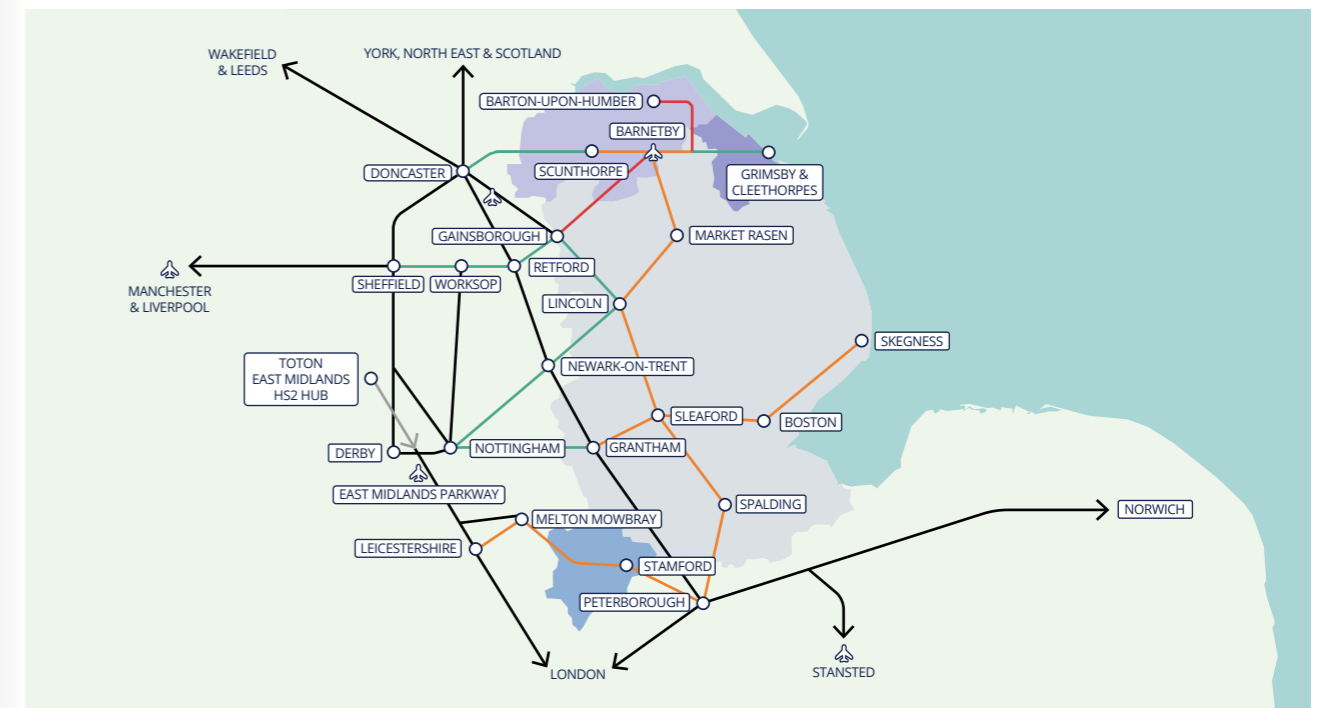 WAKEFIELD
& LEEDS
YORK, NORTH EAST & SCOTLAND
BARTON-UPON-HUMBER
BARNETBY
DONCASTER
SCUNTHORPE
GRIMSBY &
CLEETHORPES
GAINSBOROUGH
MARKET RASEN
MANCHESTER
& LIVERPOOL
SHEFFIELD
WORKSOP
RETFORD
LINCOLN
SKEGNESS
TOTON
EAST MIDLANDS
HS2 HUB
NEWARK-ON-TRENT
SLEAFORD
BOSTON
DERBY
NOTTINGHAM
GRANTHAM
EAST MIDLANDS PARKWAY
SPALDING
NORWICH
MELTON MOWBRAY
LEICESTERSHIRE
STAMFORD
PETERBOROUGH
LONDON
STANSTED